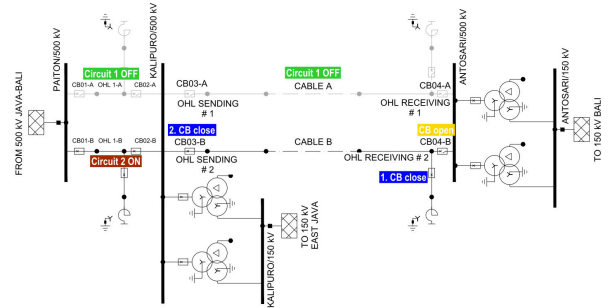 FROM 500 kV JAVA-BALI
PAITON/500 kV
KALIPURO/500 kV
ANTOSARI/500 kV
ANTOSARI/150 kV
TO 150 kV BALI
Circuit 1 OFF
Circuit 1 OFF
CB01-A OHL 1-A CB02-A
CB03-A
CABLE A
CB04-A
OHL SENDING
# 1
OHL RECEIVING
# 1
2. CB close
CB open
CB01-B OHL 1-B CB02-B
CB03-B
CABLE B
CB04-B
Circuit 2 ON
OHL SENDING
# 2
OHL RECEIVING # 2
1. CB close
KALIPURO/150 kV
TO 150 kV
EAST JAVA